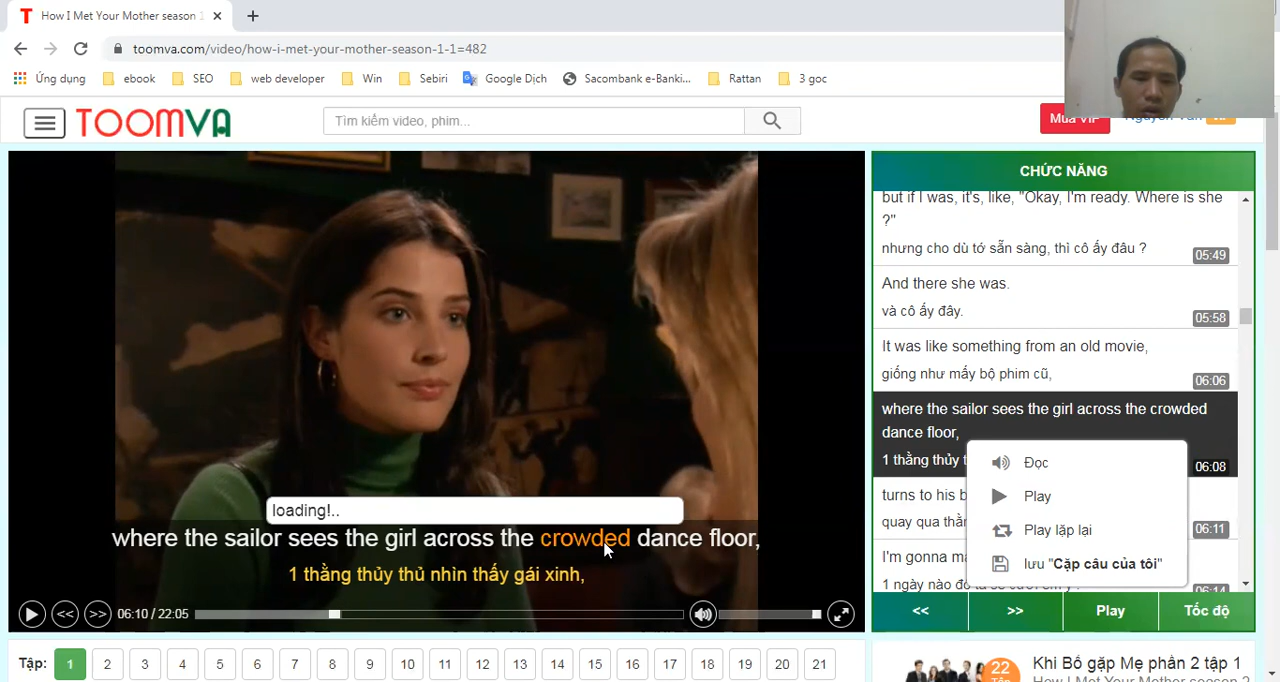 How I Met Your Mother season 1
toomva.com/video/how-i-met-your-mother-season-1-1=482
Ứng dụng ebook SEO web developer Win Sebiri Google Dịch Sacombank e-Banki... Rattan 3 goc
TOOMVA
Tìm kiếm video, phim...
Mua VIP
CHỨC NĂNG
but if I was, it's, like, "Okay, I'm ready. Where is she
?"
nhưng cho dù tớ sẵn sàng, thì cô ấy đâu ?
05:49
And there she was.
và cô ấy đây.
05:58
It was like something from an old movie,
giống như mấy bộ phim cũ,
06:06
where the sailor sees the girl across the crowded
dance floor,
1 thằng thủy
06:08
turns to his
quay qua
06:11
I'm gonna
1 ngày nào đó
06:14
Đọc
Play
Play lặp lại
lưu "Cặp câu của tôi"
<< >> Play Tốc độ
loading!..
where the sailor sees the girl across the crowded dance floor,
1 thằng thủy thủ nhìn thấy gái xinh,
<< >> 06:10 / 22:05
Tập: 1 2 3 4 5 6 7 8 9 10 11 12 13 14 15 16 17 18 19 20 21
22
Tập
Khi Bố gặp Mẹ phần 2 tập 1
How I Met Your Mother season 2